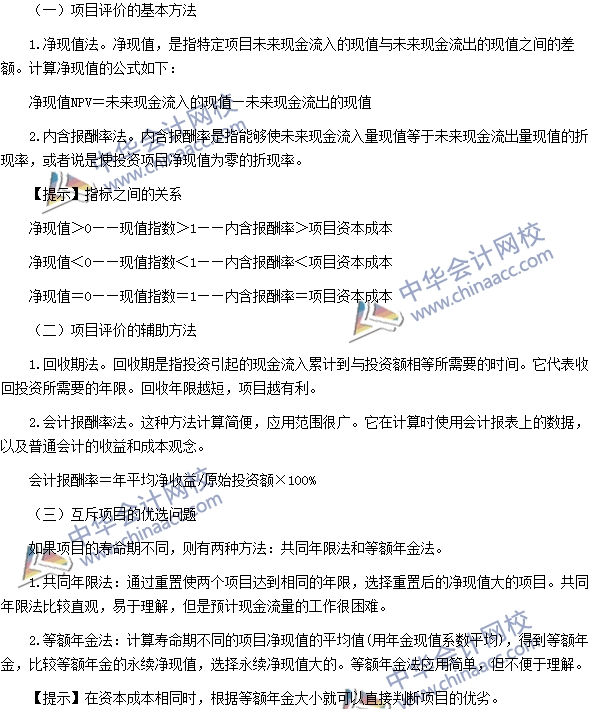 （一）项目评价的基本方法
1.净现值法。净现值，是指特定项目未来现金流入的现值与未来现金流出的现值之间的差
额。计算净现值的公式如下：
净现值NPV＝未来现金流入的现值－未来现金流出的现值
2.内含报酬率法。内含报酬率是指能够使未来现金流入量现值等于未来现金流出量现值的折
现率，或者说是使投资项目净现值为零的折现率。
【提示】指标之间的关系
净现值＞0——现值指数＞1——内含报酬率＞项目资本成本
净现值＜0——现值指数＜1——内含报酬率＜项目资本成本
净现值＝0——现值指数＝1——内含报酬率＝项目资本成本
（二）项目评价的辅助方法
1.回收期法。回收期是指投资引起的现金流入累计到与投资额相等所需要的时间。它代表收
回投资所需要的年限。回收年限越短，项目越有利。
2.会计报酬率法。这种方法计算简便，应用范围很广。它在计算时使用会计报表上的数据，
以及普通会计的收益和成本观念。
会计报酬率＝年平均净收益/原始投资额×100%
（三）互斥项目的优选问题
如果项目的寿命期不同，则有两种方法：共同年限法和等额年金法。
1.共同年限法：通过重置使两个项目达到相同的年限，选择重置后的净现值大的项目。共同
年限法比较直观，易于理解，但是预计现金流量的工作很困难。
2.等额年金法：计算寿命期不同的项目净现值的平均值(用年金现值系数平均)，得到等额年
金，比较等额年金的永续净现值，选择永续净现值大的。等额年金法应用简单，但不便于理解。
【提示】在资本成本相同时，根据等额年金大小就可以直接判断项目的优劣。
中华会计网校
www.chinaacc.com
中华会计网校
www.chinaacc.com
中华会计网校
www.chinaacc.com
中华会计网校
www.chinaacc.com